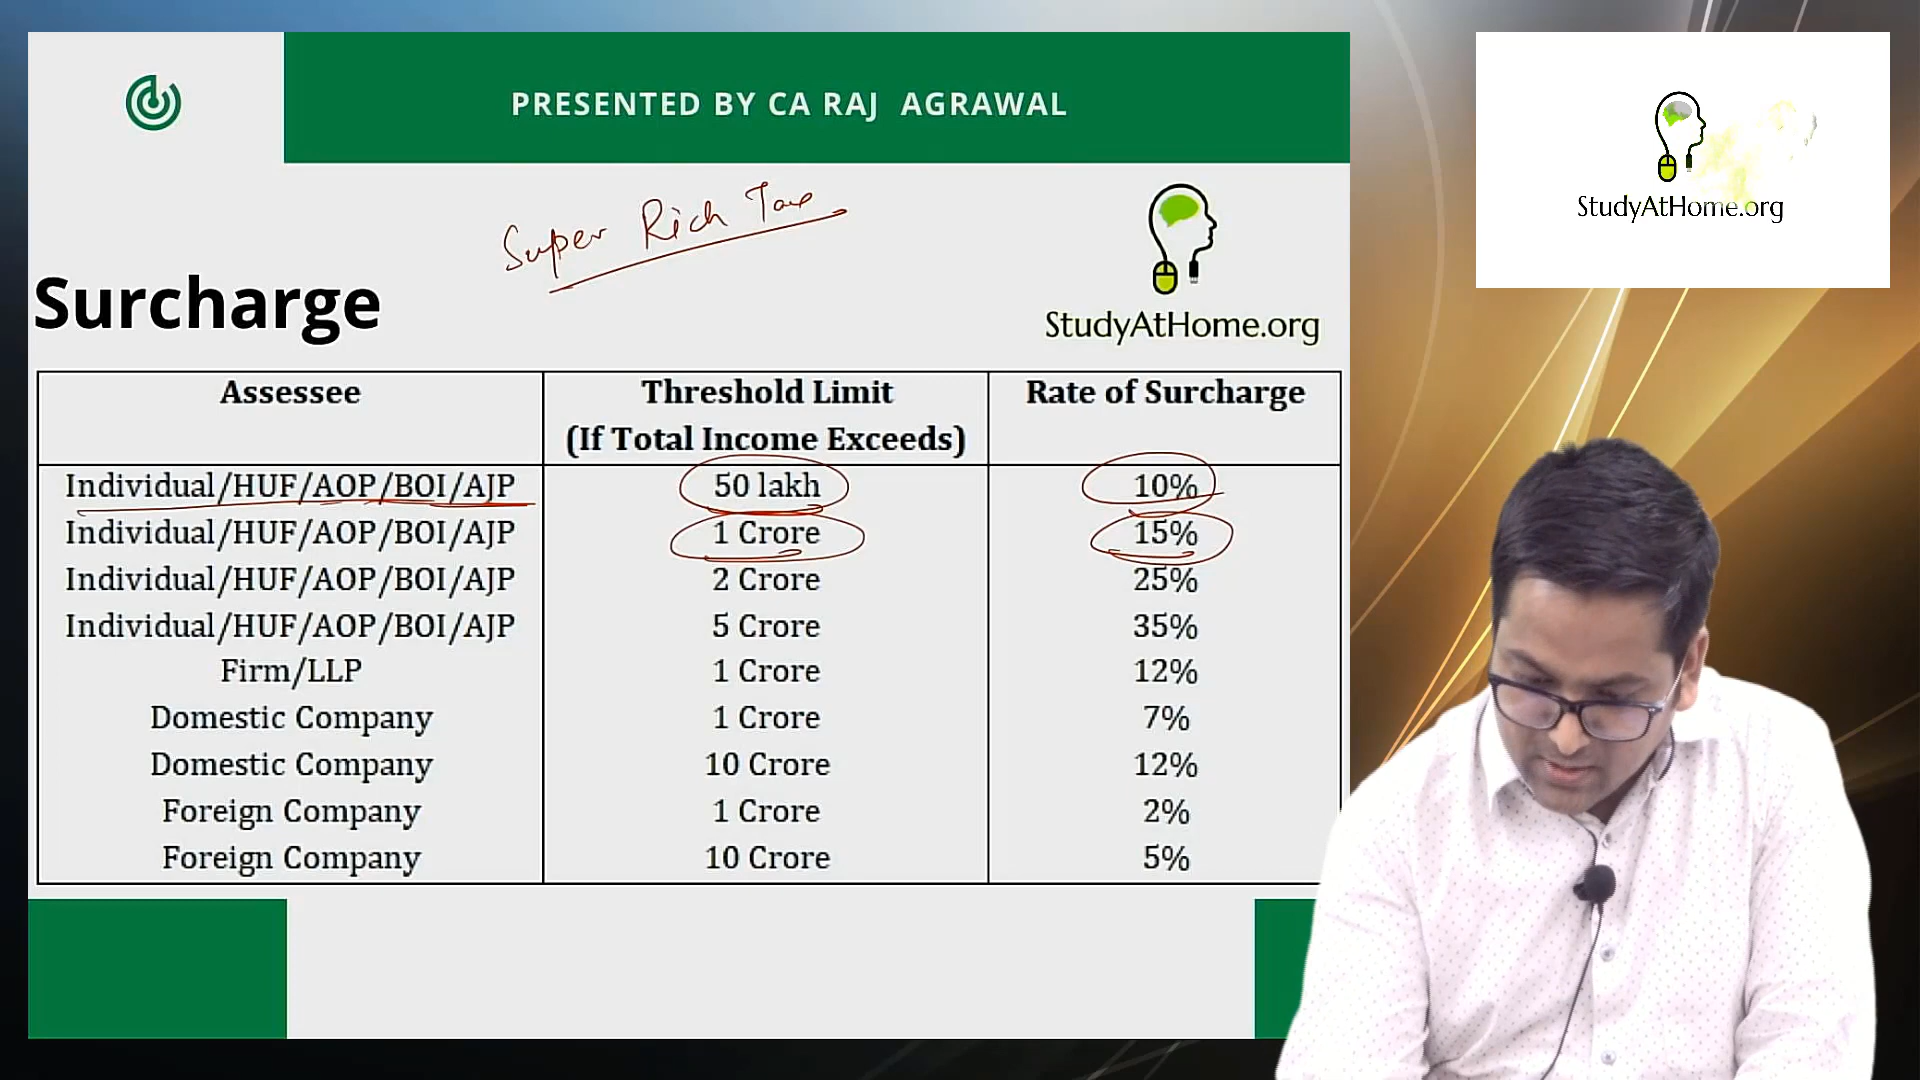 PRESENTED BY CA RAJ AGRAWAL
StudyAtHome.org
Super Rich Tax
Surcharge
StudyAtHome.org
Assessee Threshold Limit (If Total Income Exceeds) Rate of Surcharge
Individual/HUF/AOP/BOI/AJP 50 lakh 10%
Individual/HUF/AOP/BOI/AJP 1 Crore 15%
Individual/HUF/AOP/BOI/AJP 2 Crore 25%
Individual/HUF/AOP/BOI/AJP 5 Crore 35%
Firm/LLP 1 Crore 12%
Domestic Company 1 Crore 7%
Domestic Company 10 Crore 12%
Foreign Company 1 Crore 2%
Foreign Company 10 Crore 5%